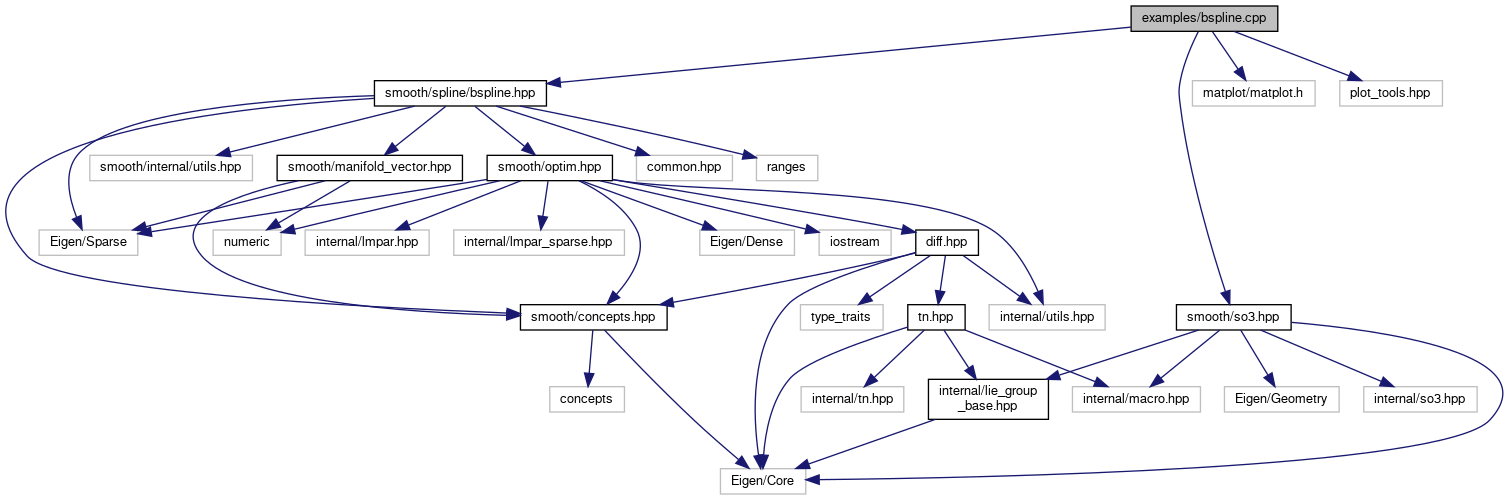 examples/bspline.cpp
smooth/spline/bspline.hpp
matplot/matplot.h
plot_tools.hpp
smooth/internal/utils.hpp
smooth/manifold_vector.hpp
smooth/optim.hpp
common.hpp
ranges
Eigen/Sparse
numeric
internal/lmpar.hpp
internal/lmpar_sparse.hpp
Eigen/Dense
iostream
diff.hpp
smooth/concepts.hpp
type_traits
tn.hpp
internal/utils.hpp
smooth/so3.hpp
concepts
internal/tn.hpp
internal/lie_group
_base.hpp
internal/macro.hpp
Eigen/Geometry
internal/so3.hpp
Eigen/Core